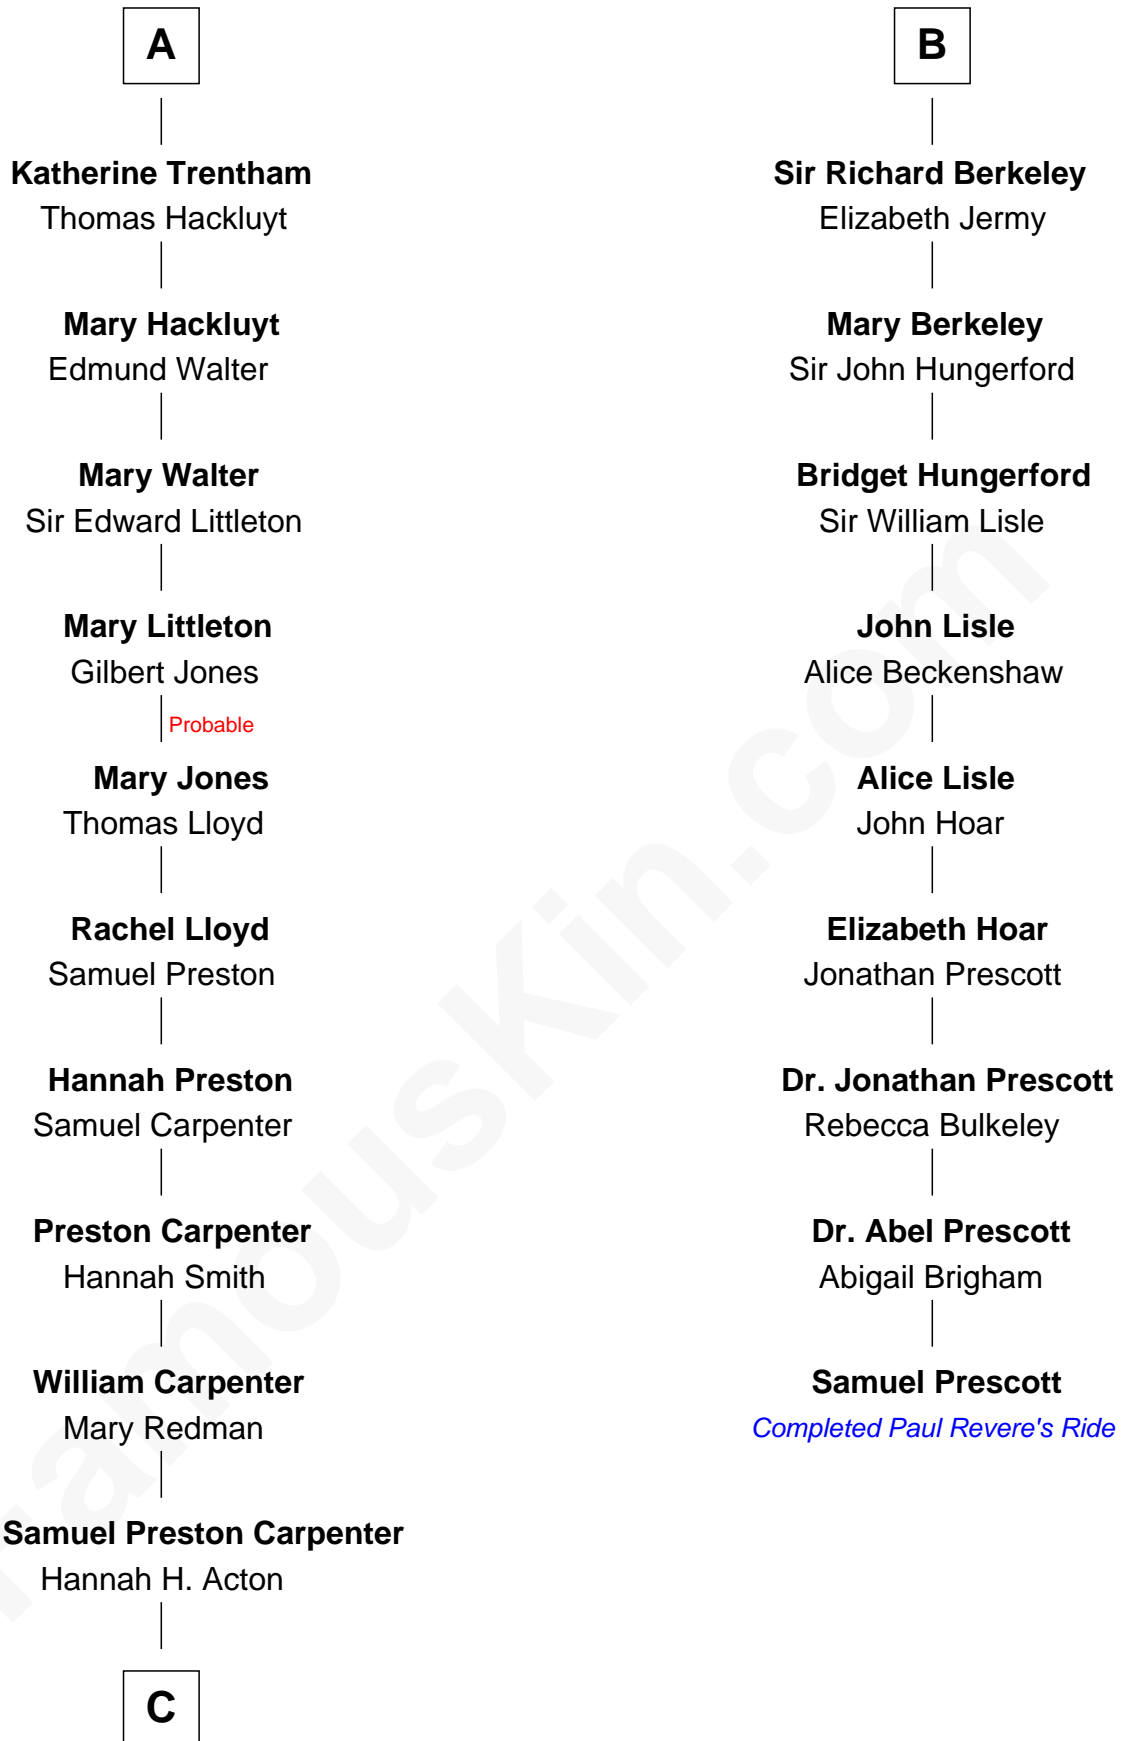 A
Katherine Trentham
Thomas Hackluyt
Mary Hackluyt
Edmund Walter
Mary Walter
Sir Edward Littleton
Mary Littleton
Gilbert Jones
Probable
Mary Jones
Thomas Lloyd
Rachel Lloyd
Samuel Preston
Hannah Preston
Samuel Carpenter
Preston Carpenter
Hannah Smith
William Carpenter
Mary Redman
Samuel Preston Carpenter
Hannah H. Acton
C
B
Sir Richard Berkeley
Elizabeth Jermy
Mary Berkeley
Sir John Hungerford
Bridget Hungerford
Sir William Lisle
John Lisle
Alice Beckenshaw
Alice Lisle
John Hoar
Elizabeth Hoar
Jonathan Prescott
Dr. Jonathan Prescott
Rebecca Bulkeley
Dr. Abel Prescott
Abigail Brigham
Samuel Prescott
Completed Paul Revere's Ride
FamousKin.com